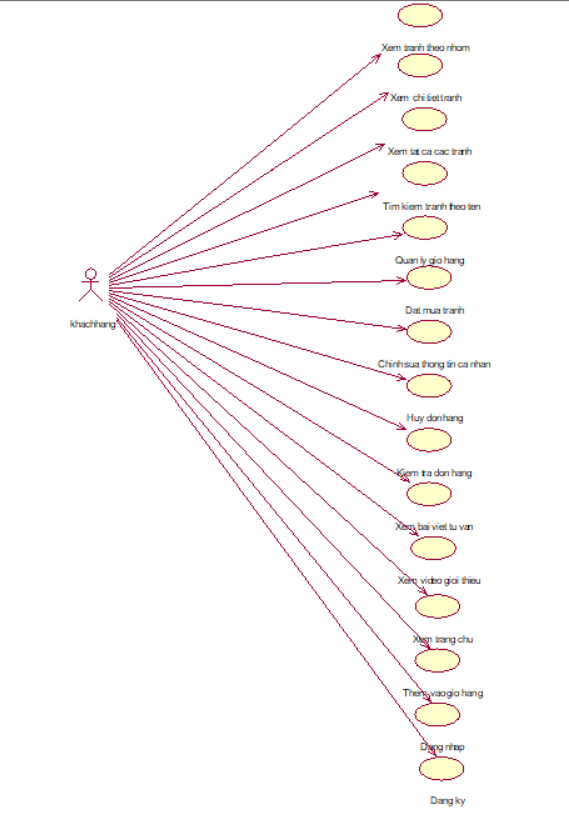 Xem tranh theo nhom
Xem chi tiet tranh
Xem tat ca cac tranh
Tim kiem tranh theo ten
Quan ly gio hang
khachhang
Dat mua tranh
Chinh sua thong tin ca nhan
Huy don hang
Kiem tra don hang
Xem bai viet tu van
Xem video gioi thieu
Xem trang chu
Them vao gio hang
Dang nhap
Dang ky